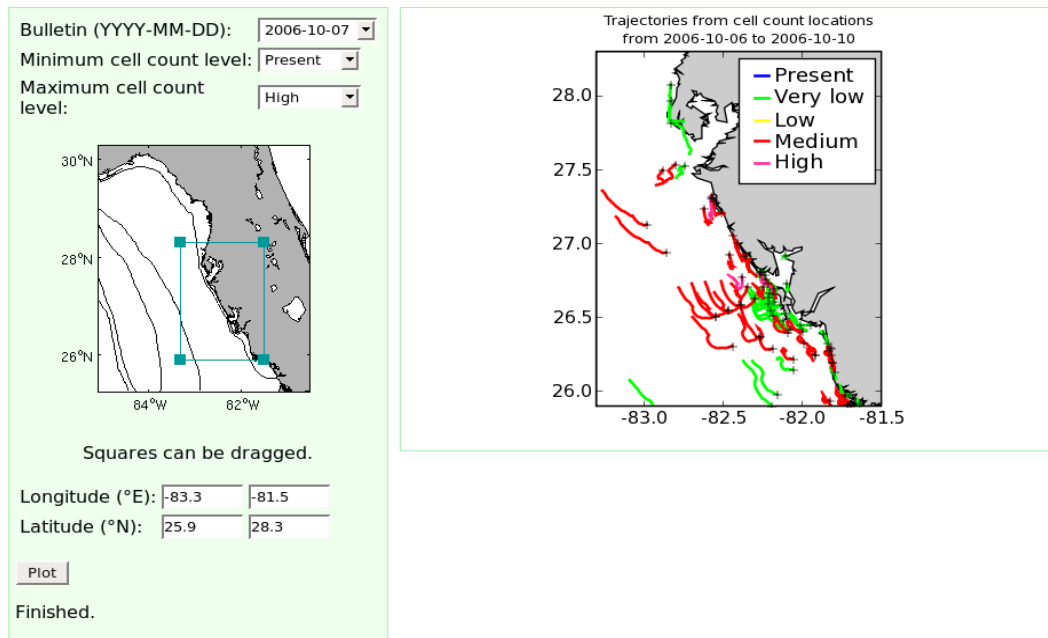 Bulletin (YYYY-MM-DD): 2006-10-07
Minimum cell count level: Present
Maximum cell count
level: High
30°N
28°N
26°N
84°W 82°W
Squares can be dragged.
Longitude (°E): -83.3 -81.5
Latitude (°N): 25.9 28.3
Plot
Finished.
Trajectories from cell count locations
from 2006-10-06 to 2006-10-10
Present
Very low
Low
Medium
High
28.0
27.5
27.0
26.5
26.0
-83.0 -82.5 -82.0 -81.5